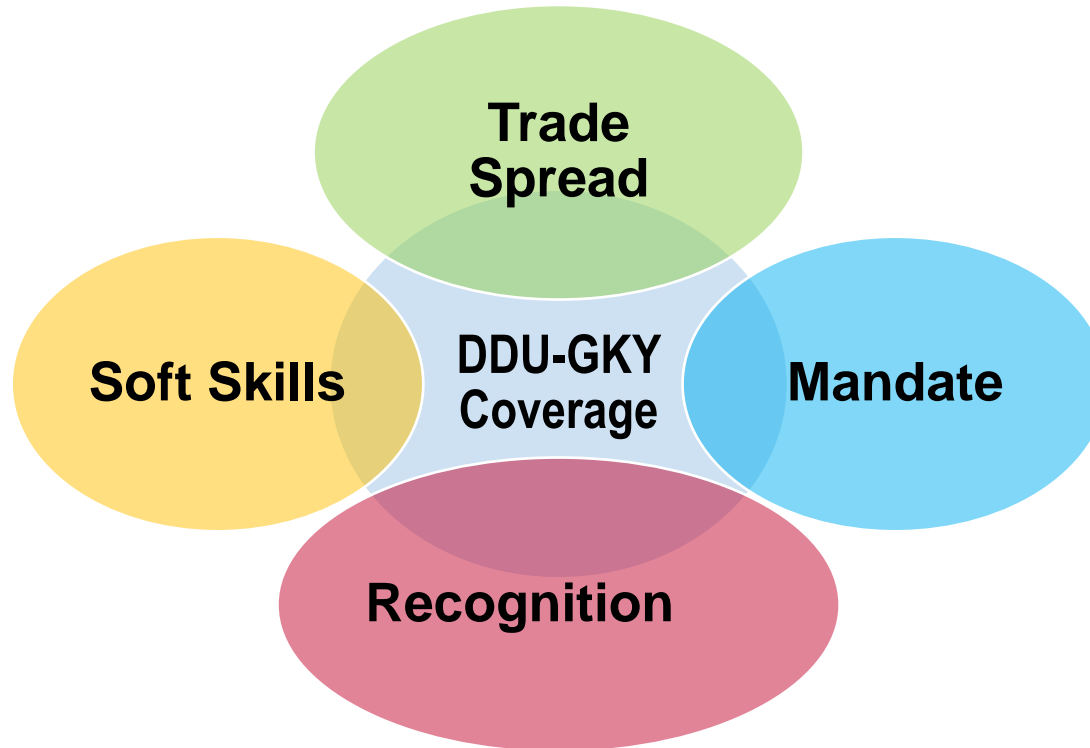 Trade
Spread
Soft Skills
DDU-GKY
Coverage
Mandate
Recognition